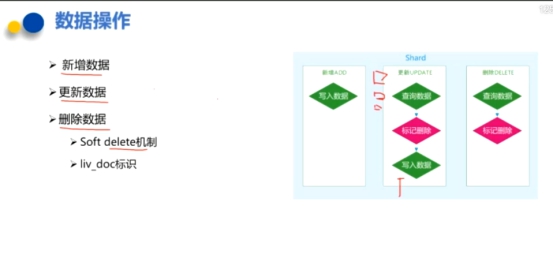 数据操作
新增数据
更新数据
删除数据
Soft delete机制
liv_doc标识
Shard
新增ADD
更新UPDATE
删除DELETE
写入数据
查询数据
查询数据
标记删除
标记删除
写入数据